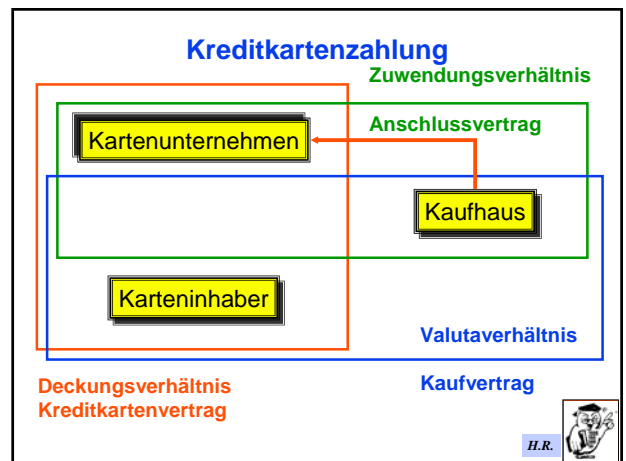 Kreditkartenzahlung
Zuwendungsverhältnis
Anschlussvertrag
Kartenunternehmen
Kaufhaus
Karteninhaber
Valutaverhältnis
Kaufvertrag
Deckungsverhältnis
Kreditkartenvertrag
H.R.